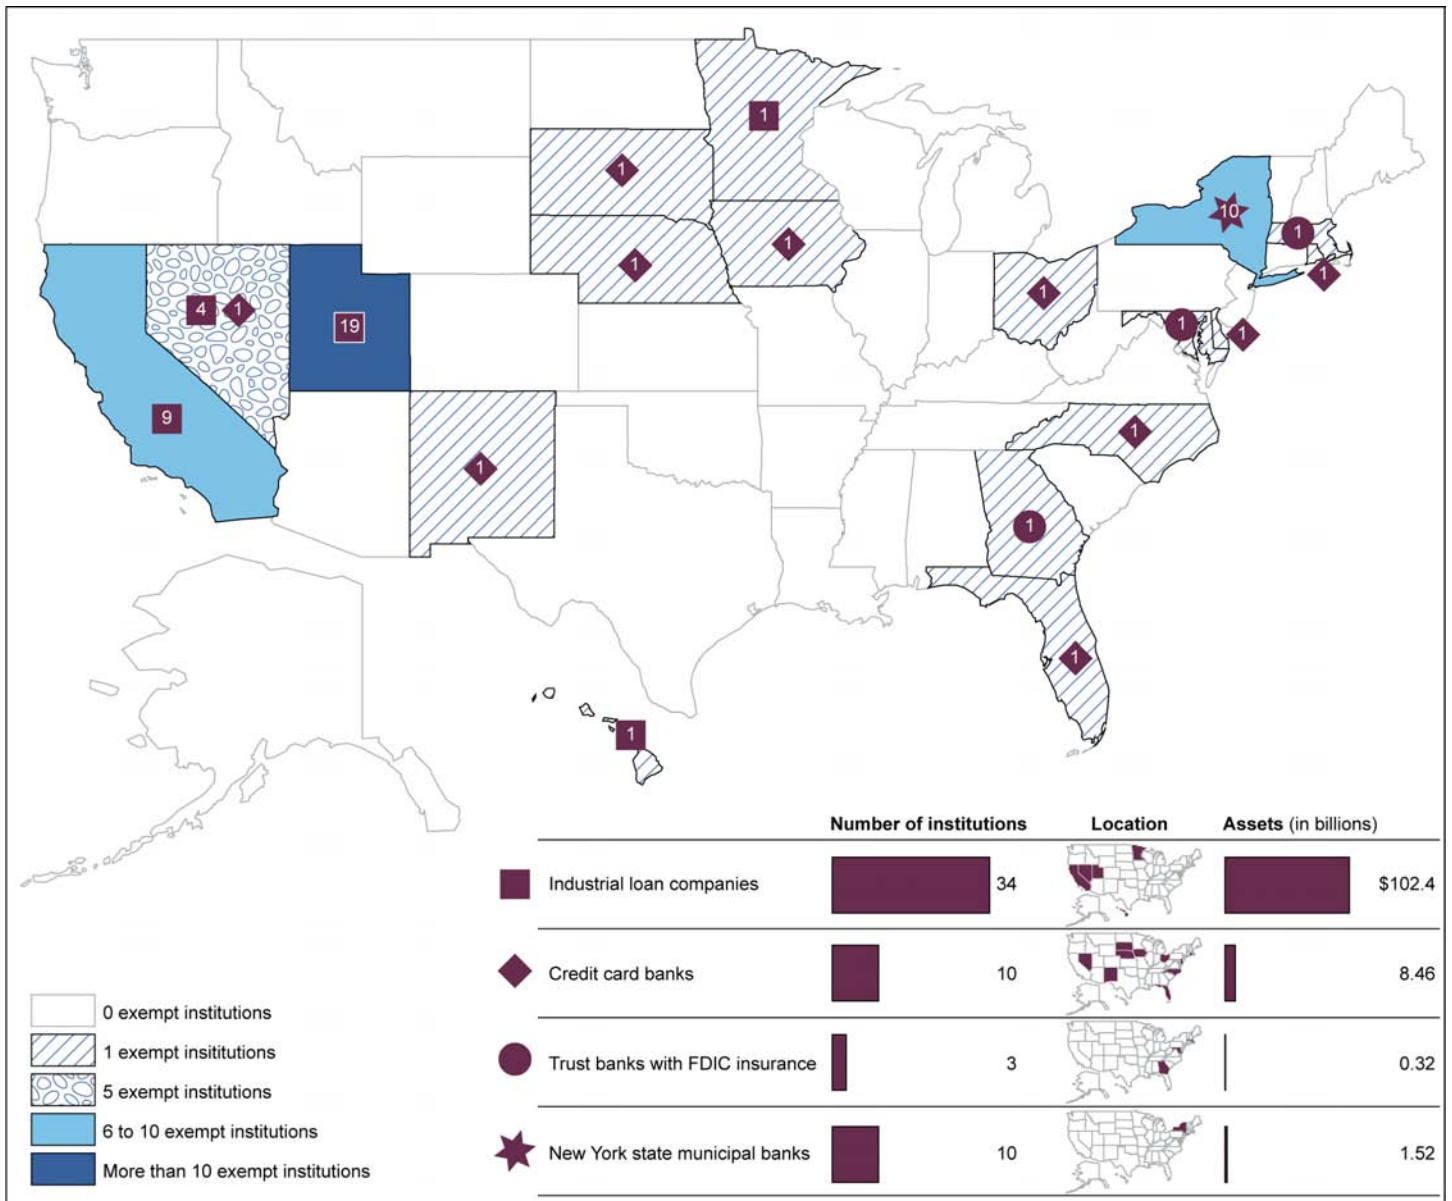 1
1
10
1
1
1
1
1
4
1
19
1
1
1
9
1
1
1
1
1
Number of institutions Location Assets (in billions)
Industrial loan companies 34 $102.4
Credit card banks 10 8.46
Trust banks with FDIC insurance 3 0.32
New York state municipal banks 10 1.52
0 exempt institutions
1 exempt insititutions
5 exempt institutions
6 to 10 exempt institutions
More than 10 exempt institutions